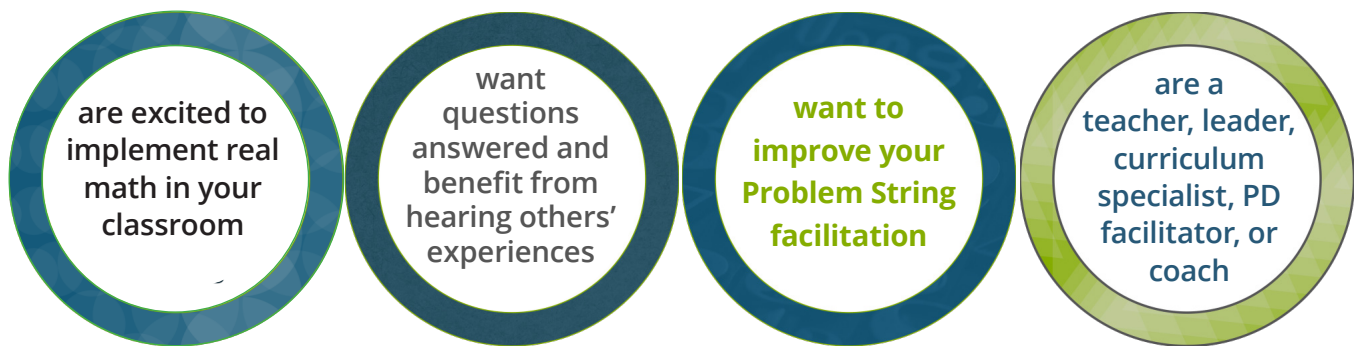 are excited to
implement real
math in your
classroom
want
questions
answered and
benefit from
hearing others’
experiences
want to
improve your
Problem String
facilitation
are a
teacher, leader,
curriculum
specialist, PD
facilitator, or
coach